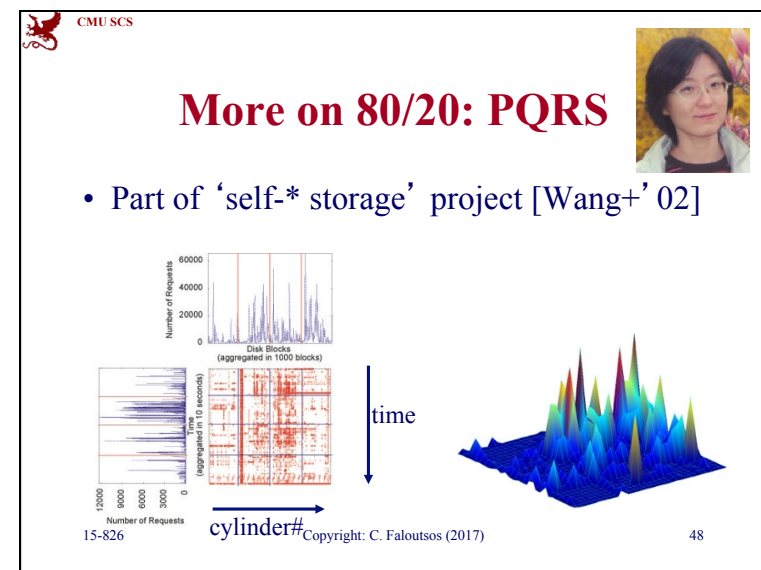 CMU SCS
More on 80/20: PQRS
• Part of ‘self-* storage’ project [Wang+’02]
60000
40000
20000
0
Number of Requests
Disk Blocks
(aggregated in 1000 blocks)
Time
(aggregated in 10 seconds)
time
12000
9000
6000
3000
0
Number of Requests
cylinder#
15-826
Copyright: C. Faloutsos (2017)
48